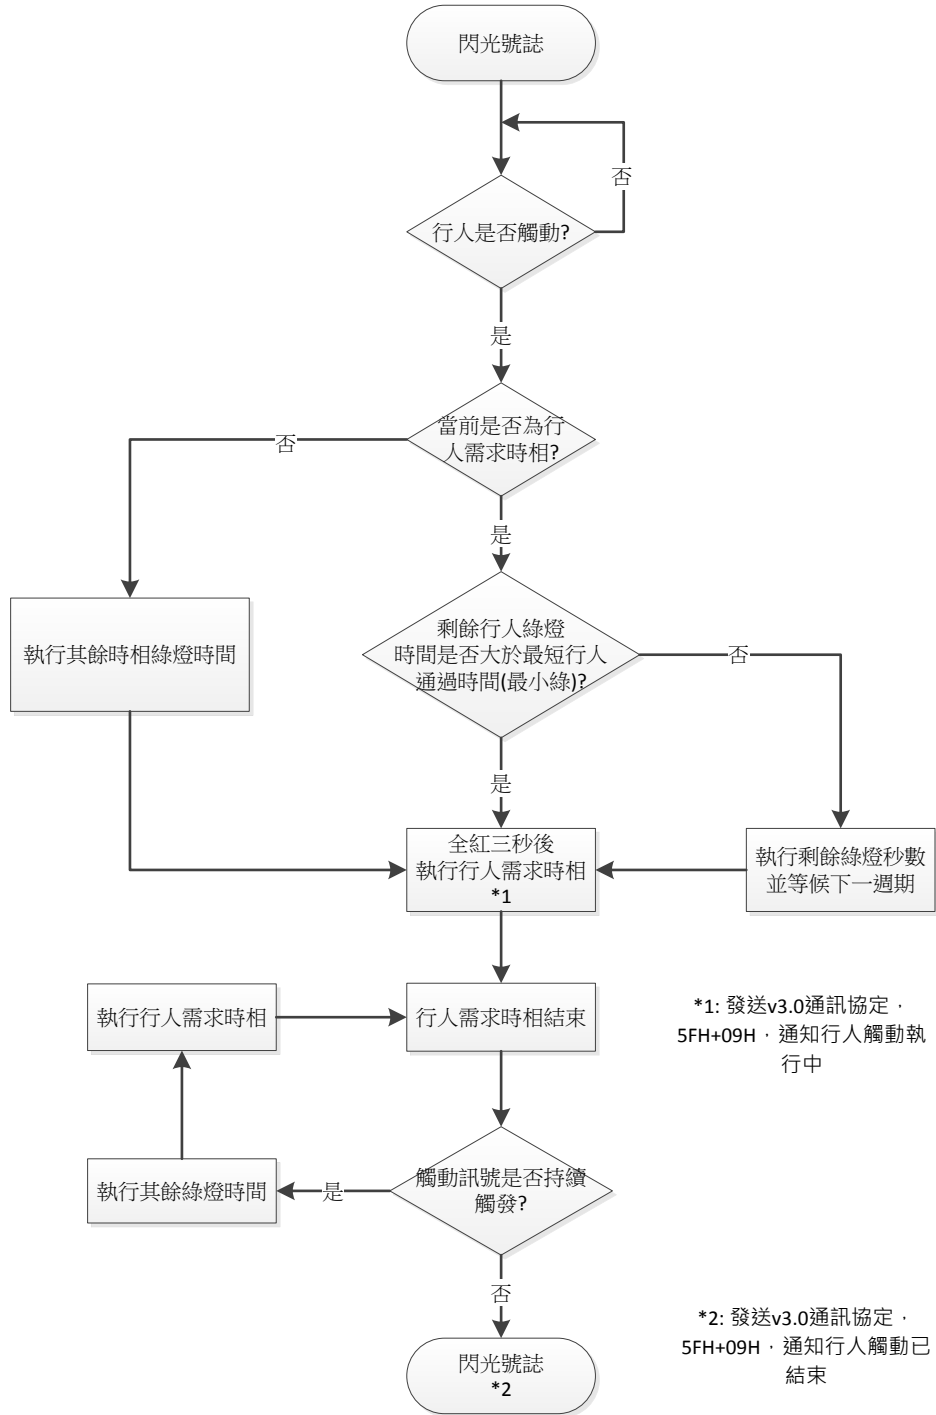 閃光號誌
否
行人是否觸動?
是
當前是否為行
人需求時相?
否
是
執行其餘時相綠燈時間
剩餘行人綠燈
時間是否大於最短行人
通過時間(最小綠)?
否
是
全紅三秒後
執行行人需求時相
*1
執行剩餘綠燈秒數
並等候下一週期
執行行人需求時相
行人需求時相結束
*1: 發送v3.0通訊協定，
5FH+09H，通知行人觸動執
行中
執行其餘綠燈時間
是
觸動訊號是否持續
觸發?
否
閃光號誌
*2
*2: 發送v3.0通訊協定，
5FH+09H，通知行人觸動已
結束